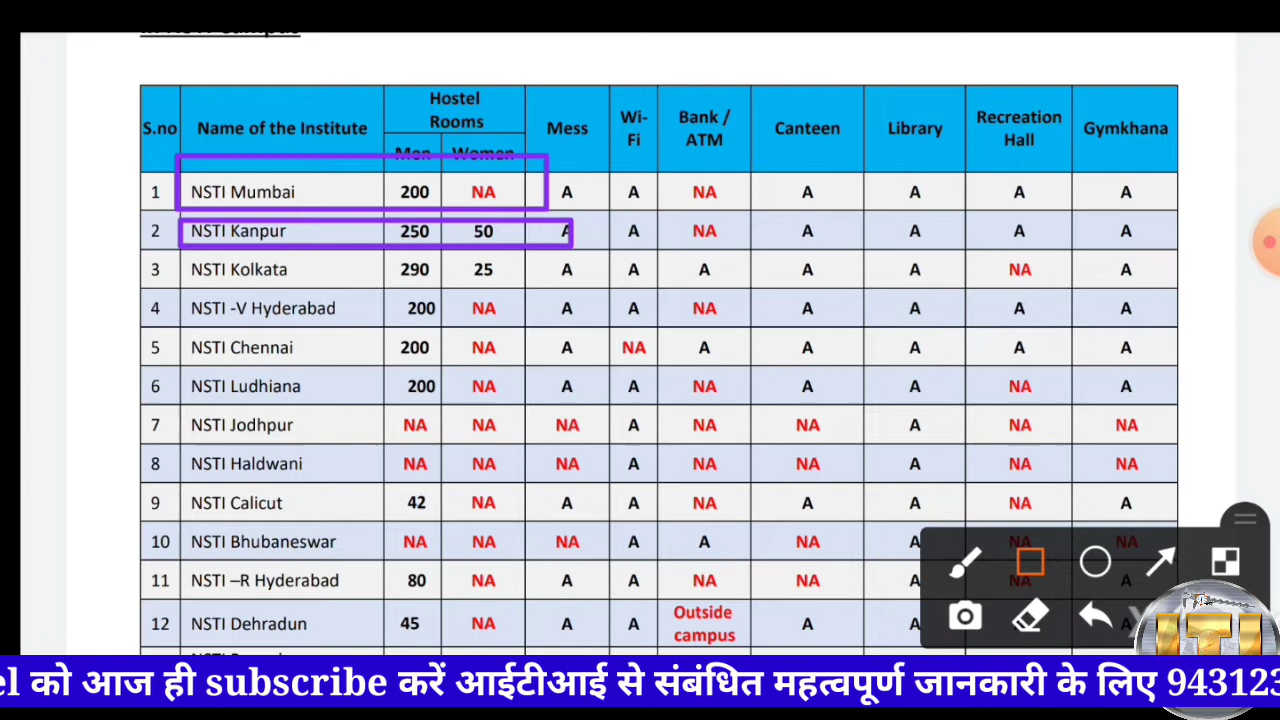 in NSTI Campus
S.no Name of the Institute Hostel Rooms Mess Wi-Fi Bank / ATM Canteen Library Recreation Hall Gymkhana
Men Women
1 NSTI Mumbai 200 NA A A NA A A A A
2 NSTI Kanpur 250 50 A A NA A A A A
3 NSTI Kolkata 290 25 A A A A A NA A
4 NSTI -V Hyderabad 200 NA A A NA A A A A
5 NSTI Chennai 200 NA A NA A A A A A
6 NSTI Ludhiana 200 NA A A NA A A NA A
7 NSTI Jodhpur NA NA NA A NA NA A NA NA
8 NSTI Haldwani NA NA NA A NA NA A NA NA
9 NSTI Calicut 42 NA A A NA A A NA A
10 NSTI Bhubaneswar NA NA NA A A NA A NA
11 NSTI –R Hyderabad 80 NA A A NA NA A A
12 NSTI Dehradun 45 NA A A Outside campus A A A
ITI
el को आज ही subscribe करें आईटीआई से संबंधित महत्वपूर्ण जानकारी के लिए 943123